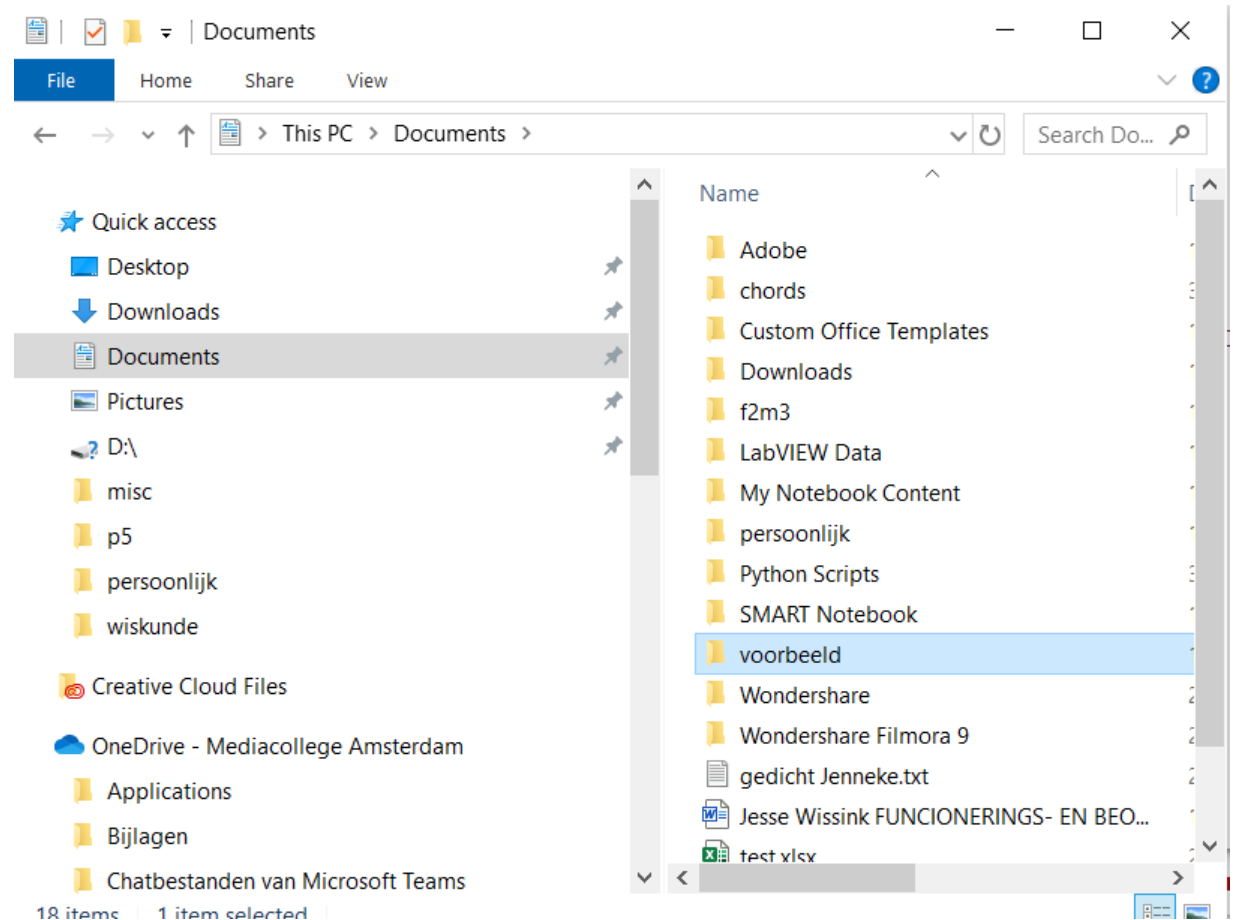 Documents
File Home Share View
This PC > Documents >
Search Do...
Quick access
Desktop
Downloads
Documents
Pictures
D:\
misc
p5
persoonlijk
wiskunde
Creative Cloud Files
OneDrive - Mediacollege Amsterdam
Applications
Bijlagen
Chatbestanden van Microsoft Teams
Name
Adobe
chords
Custom Office Templates
Downloads
f2m3
LabVIEW Data
My Notebook Content
persoonlijk
Python Scripts
SMART Notebook
voorbeeld
Wondershare
Wondershare Filmora 9
gedicht Jenneke.txt
Jesse Wissink FUNCIONERINGS- EN BEO...
test.xlsx
18 items 1 item selected